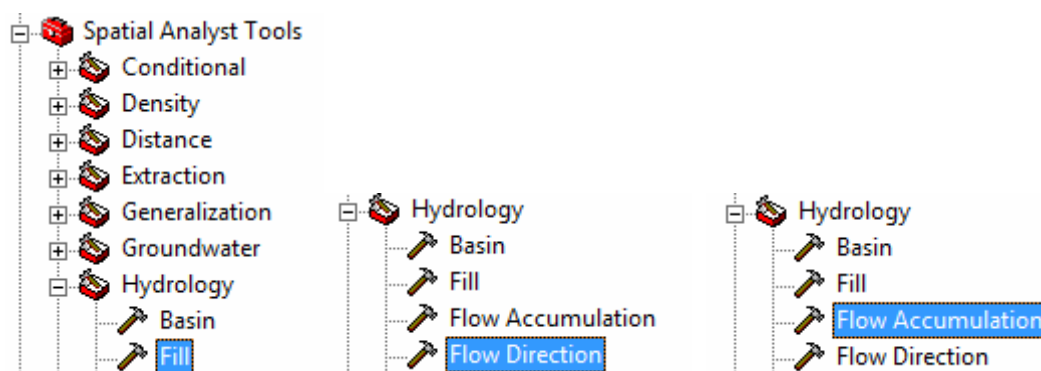 Spatial Analyst Tools
Conditional
Density
Distance
Extraction
Generalization
Groundwater
Hydrology
Basin
Fill
Hydrology
Basin
Fill
Flow Accumulation
Flow Direction
Hydrology
Basin
Fill
Flow Accumulation
Flow Direction